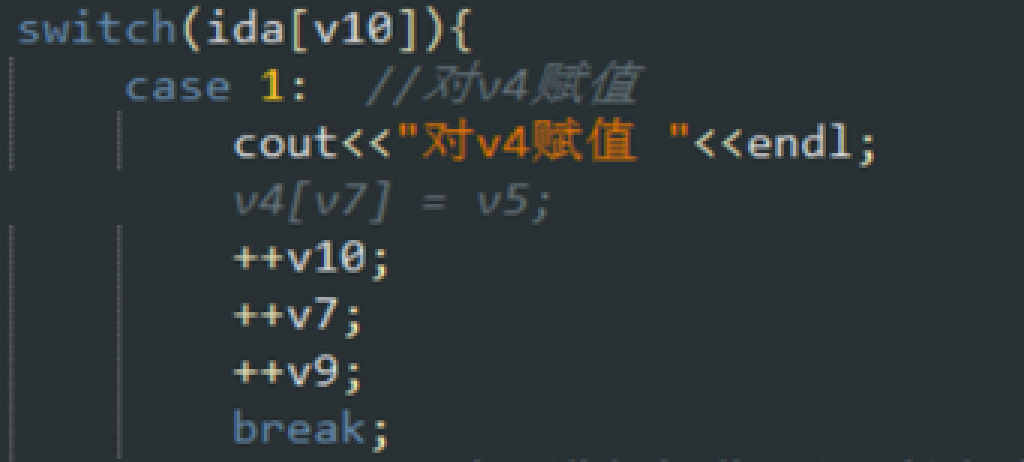 switch(ida[v10]){
case 1:  //对v4赋值
cout<<"对v4赋值 "<<endl;
v4[v7] = v5;
++v10;
++v7;
++v9;
break;